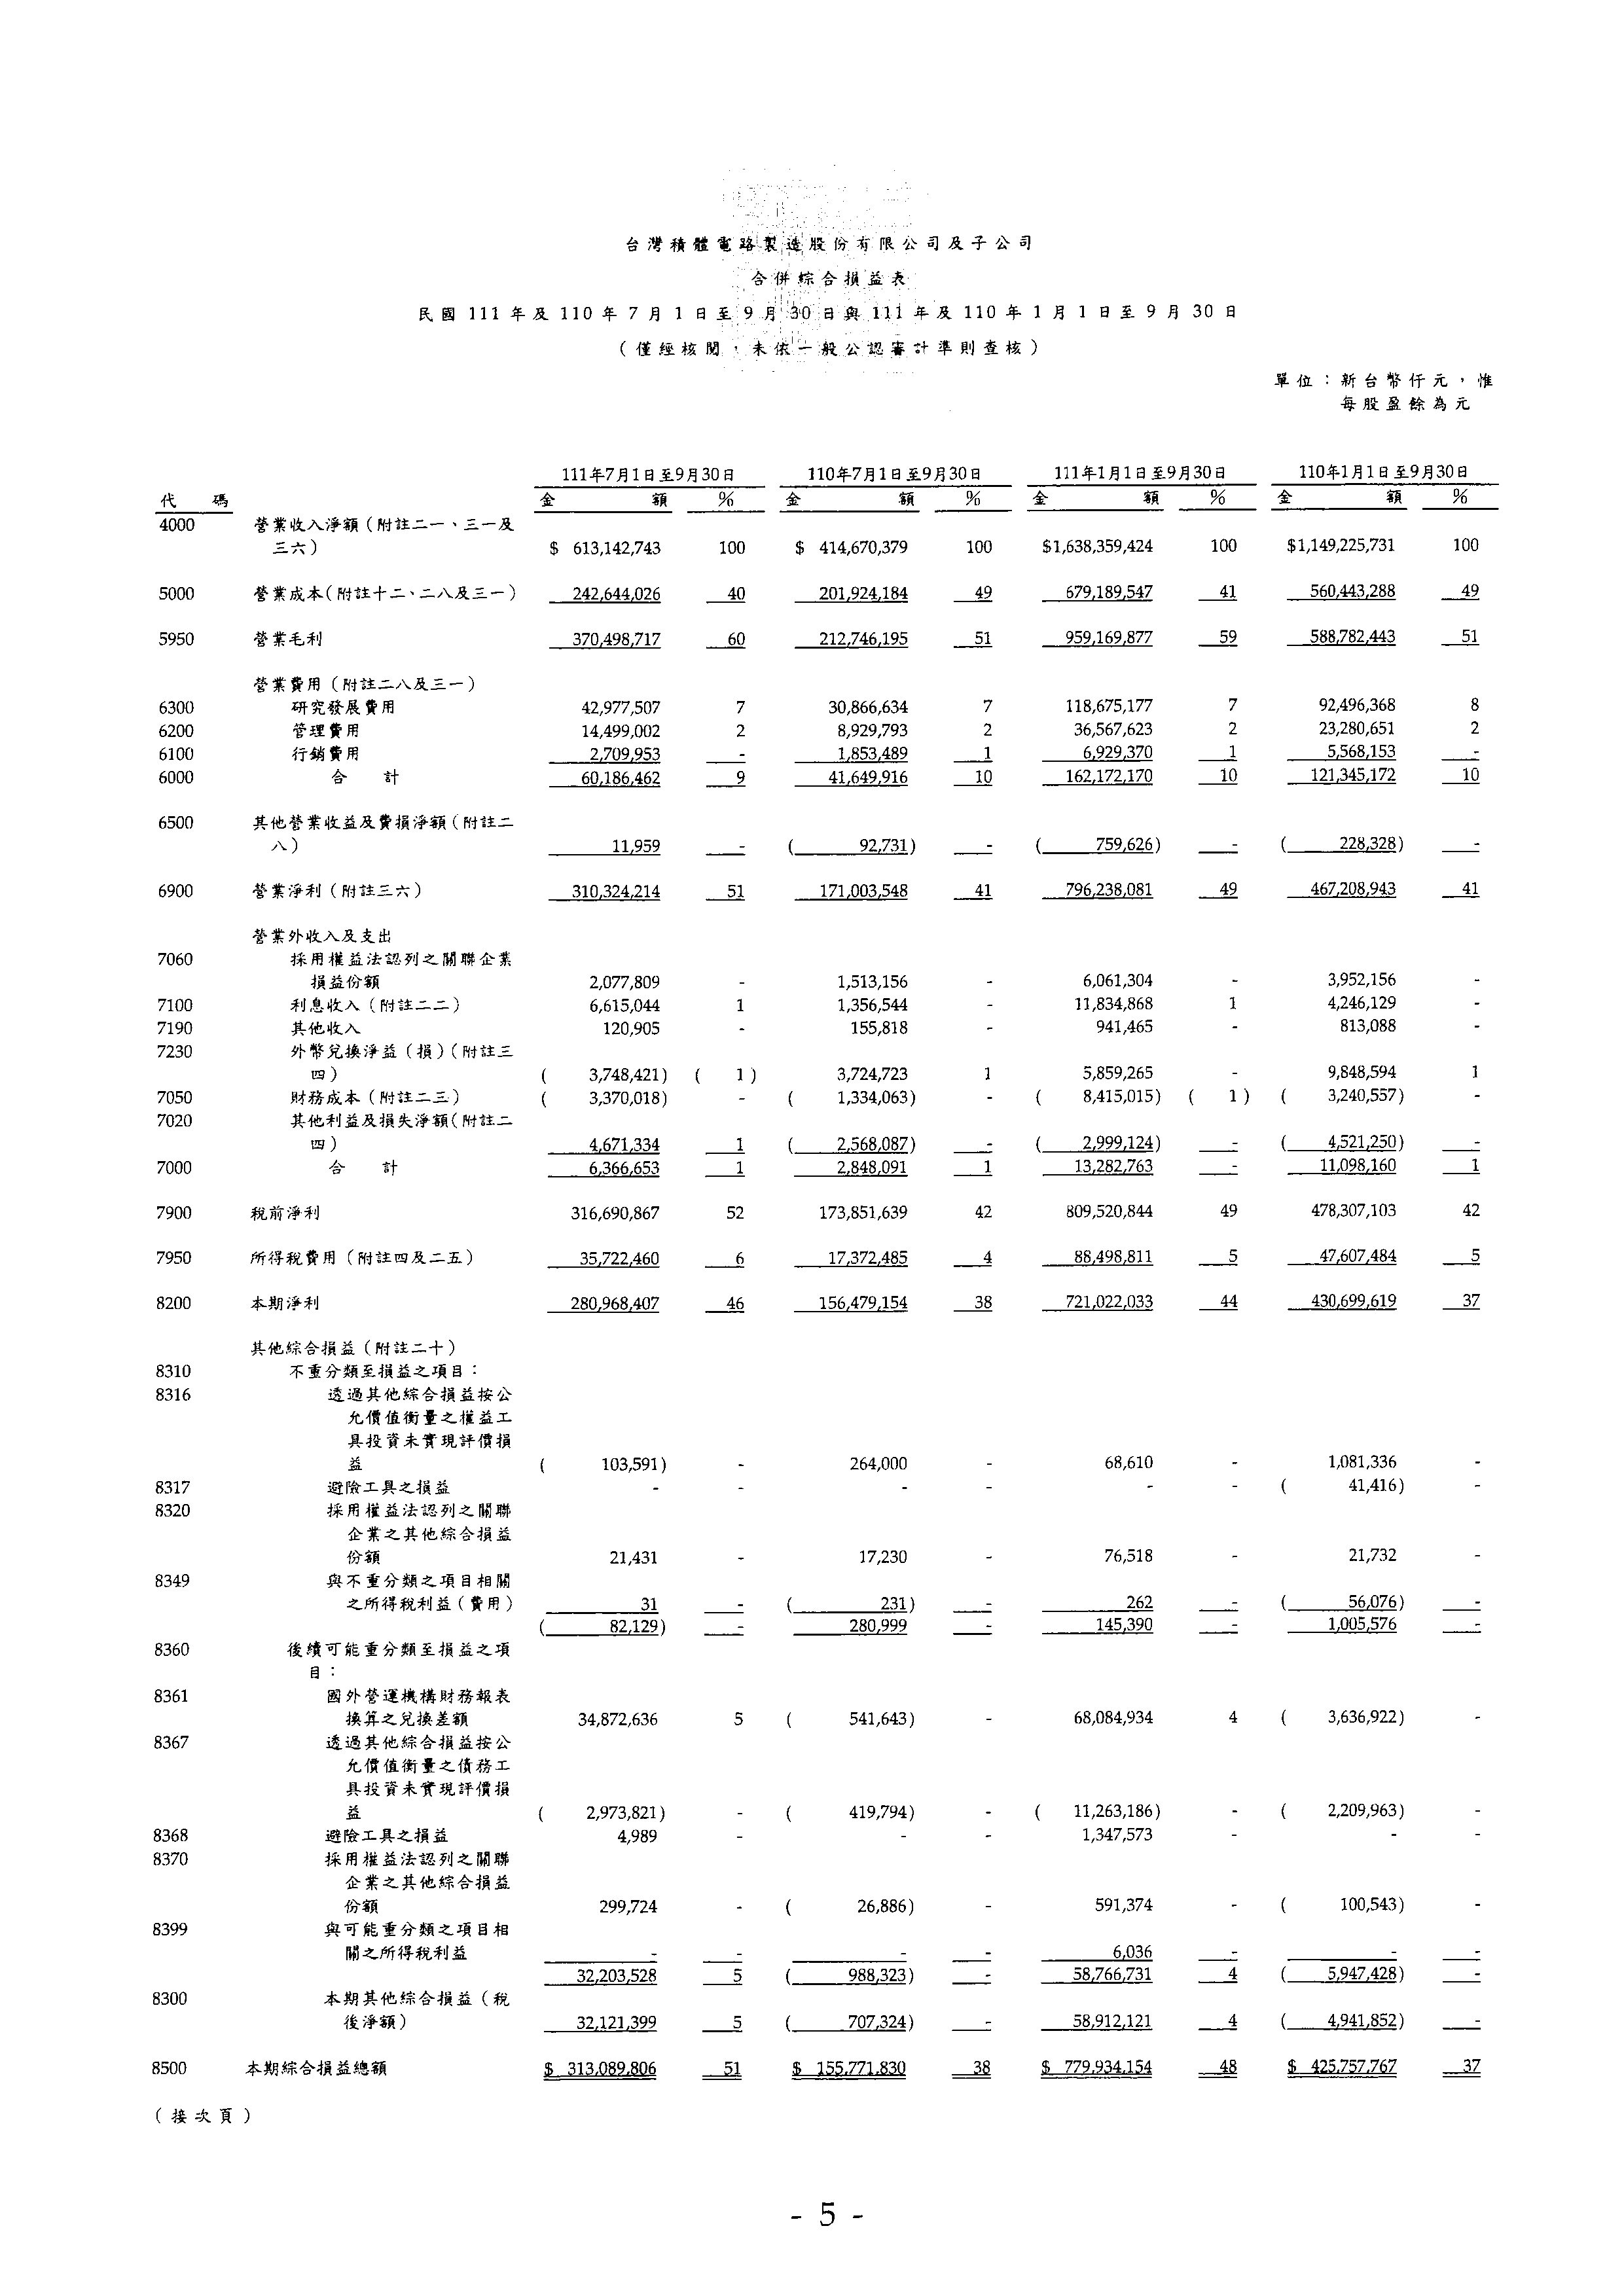 台灣積體電路製造股份有限公司及子公司
合併綜合損益表
民國 111 年及 110 年 7 月 1 日至 9 月 30 日與 111 年及 110 年 1 月 1 日至 9 月 30 日
（僅經核閱，未依一般公認審計準則查核）
單位：新台幣仟元，惟
每股盈餘為元
111年7月1日至9月30日 110年7月1日至9月30日 111年1月1日至9月30日 110年1月1日至9月30日
代 碼 金 額 % 金 額 % 金 額 % 金 額 %
4000 營業收入淨額（附註二一、三一及
三六） $ 613,142,743 100 $ 414,670,379 100 $1,638,359,424 100 $1,149,225,731 100
5000 營業成本（附註十二、二八及三一） 242,644,026 40 201,924,184 49 679,189,547 41 560,443,288 49
5950 營業毛利 370,498,717 60 212,746,195 51 959,169,877 59 588,782,443 51
營業費用（附註二八及三一）
6300 研究發展費用 42,977,507 7 30,866,634 7 118,675,177 7 92,496,368 8
6200 管理費用 14,499,002 2 8,929,793 2 36,567,623 2 23,280,651 2
6100 行銷費用 2,709,953 - 1,853,489 1 6,929,370 1 5,568,153 -
6000 合 計 60,186,462 9 41,649,916 10 162,172,170 10 121,345,172 10
6500 其他營業收益及費損淨額（附註二
八） 11,959 - ( 92,731) - ( 759,626) - ( 228,328) -
6900 營業淨利（附註三六） 310,324,214 51 171,003,548 41 796,238,081 49 467,208,943 41
營業外收入及支出
7060 採用權益法認列之關聯企業
損益份額 2,077,809 - 1,513,156 - 6,061,304 - 3,952,156 -
7100 利息收入（附註二二） 6,615,044 1 1,356,544 - 11,834,868 1 4,246,129 -
7190 其他收入 120,905 - 155,818 - 941,465 - 813,088 -
7230 外幣兌換淨益（損）（附註三
四） ( 3,748,421) ( 1 ) 3,724,723 1 5,859,265 - 9,848,594 1
7050 財務成本（附註二三） ( 3,370,018) - ( 1,334,063) - ( 8,415,015) ( 1 ) ( 3,240,557) -
7020 其他利益及損失淨額（附註二
四） 4,671,334 1 ( 2,568,087) - ( 2,999,124) - ( 4,521,250) -
7000 合 計 6,366,653 1 2,848,091 1 13,282,763 - 11,098,160 1
7900 稅前淨利 316,690,867 52 173,851,639 42 809,520,844 49 478,307,103 42
7950 所得稅費用（附註四及二五） 35,722,460 6 17,372,485 4 88,498,811 5 47,607,484 5
8200 本期淨利 280,968,407 46 156,479,154 38 721,022,033 44 430,699,619 37
其他綜合損益（附註二十）
8310 不重分類至損益之項目：
8316 透過其他綜合損益按公
允價值衡量之權益工
具投資未實現評價損
益 ( 103,591) - 264,000 - 68,610 - 1,081,336 -
8317 避險工具之損益 - - - - - - ( 41,416) -
8320 採用權益法認列之關聯
企業之其他綜合損益
份額 21,431 - 17,230 - 76,518 - 21,732 -
8349 與不重分類之項目相關
之所得稅利益（費用） 31 - ( 231) - 262 - ( 56,076) -
( 82,129) - 280,999 - 145,390 - 1,005,576 -
8360 後續可能重分類至損益之項
目：
8361 國外營運機構財務報表
換算之兌換差額 34,872,636 5 ( 541,643) - 68,084,934 4 ( 3,636,922) -
8367 透過其他綜合損益按公
允價值衡量之債務工
具投資未實現評價損
益 ( 2,973,821) - ( 419,794) - ( 11,263,186) - ( 2,209,963) -
8368 避險工具之損益 4,989 - - - 1,347,573 - - -
8370 採用權益法認列之關聯
企業之其他綜合損益
份額 299,724 - ( 26,886) - 591,374 - ( 100,543) -
8399 與可能重分類之項目相
關之所得稅利益 - - - - 6,036 - - -
32,203,528 5 ( 988,323) - 58,766,731 4 ( 5,947,428) -
8300 本期其他綜合損益（稅
後淨額） 32,121,399 5 ( 707,324) - 58,912,121 4 ( 4,941,852) -
8500 本期綜合損益總額 $ 313,089,806 51 $ 155,771,830 38 $ 779,934,154 48 $ 425,757,767 37
（接次頁）
- 5 -